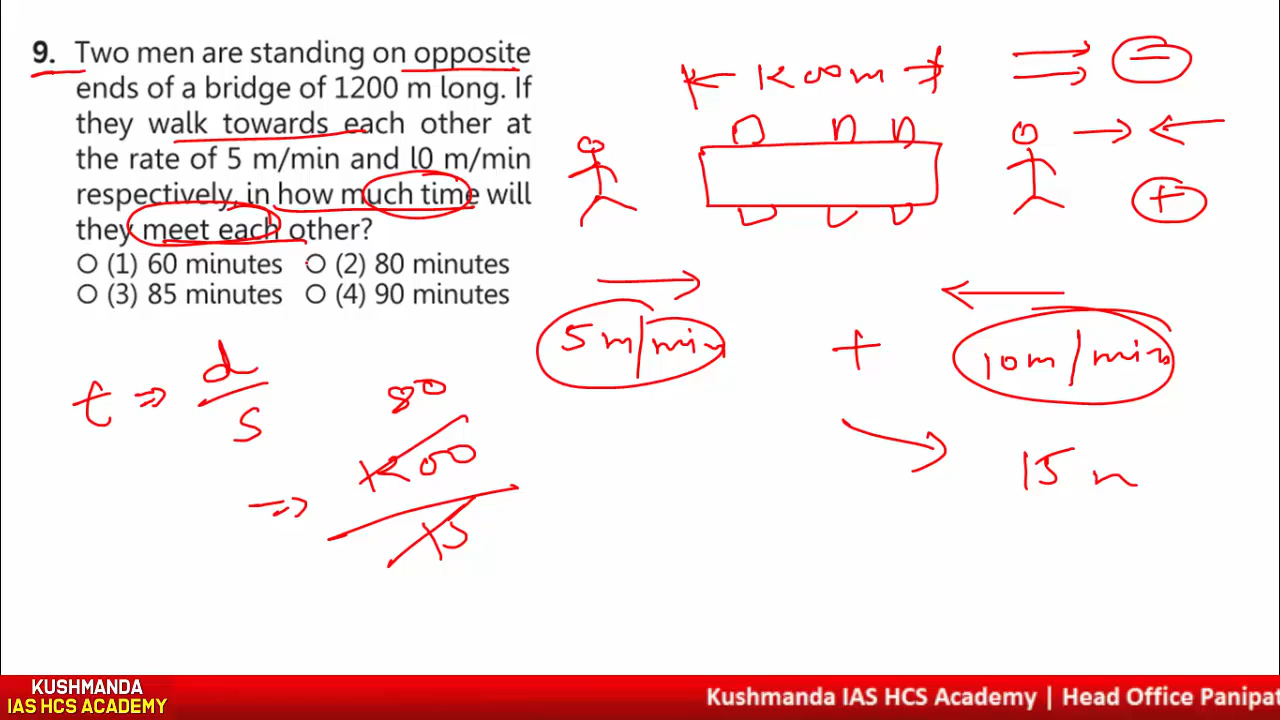 9. Two men are standing on opposite
ends of a bridge of 1200 m long. If
they walk towards each other at
the rate of 5 m/min and l0 m/min
respectively, in how much time will
they meet each other?
O (1) 60 minutes O (2) 80 minutes
O (3) 85 minutes O (4) 90 minutes
1200m
−
+
5m/min + 10m/min
15 m
t ⇒ d/s
80
⇒ 1200/15
KUSHMANDA
IAS HCS ACADEMY
Kushmanda IAS HCS Academy | Head Office Panipat